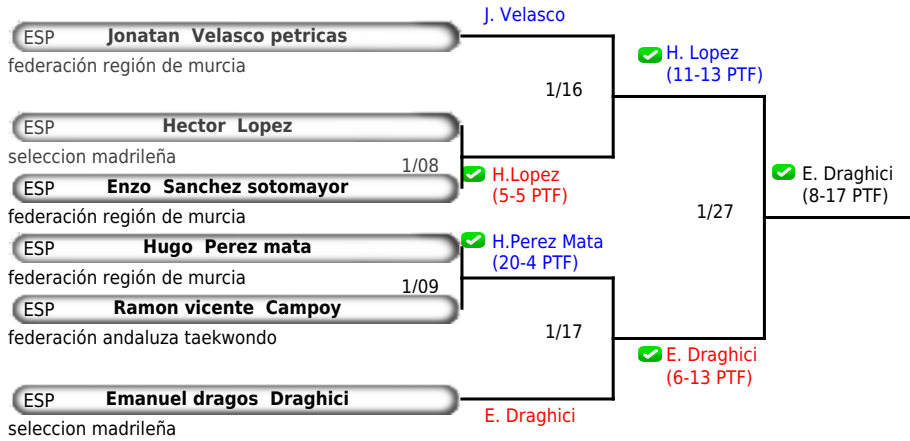 J. Velasco
ESP Jonatan Velasco petricas
federación región de murcia
H. Lopez
(11-13 PTF)
1/16
ESP Hector Lopez
seleccion madrileña
1/08
H.Lopez
(5-5 PTF)
ESP Enzo Sanchez sotomayor
federación región de murcia
E. Draghici
(8-17 PTF)
1/27
ESP Hugo Perez mata
H.Perez Mata
(20-4 PTF)
federación región de murcia
1/09
ESP Ramon vicente Campoy
federación andaluza taekwondo
1/17
E. Draghici
(6-13 PTF)
ESP Emanuel dragos Draghici
E. Draghici
seleccion madrileña